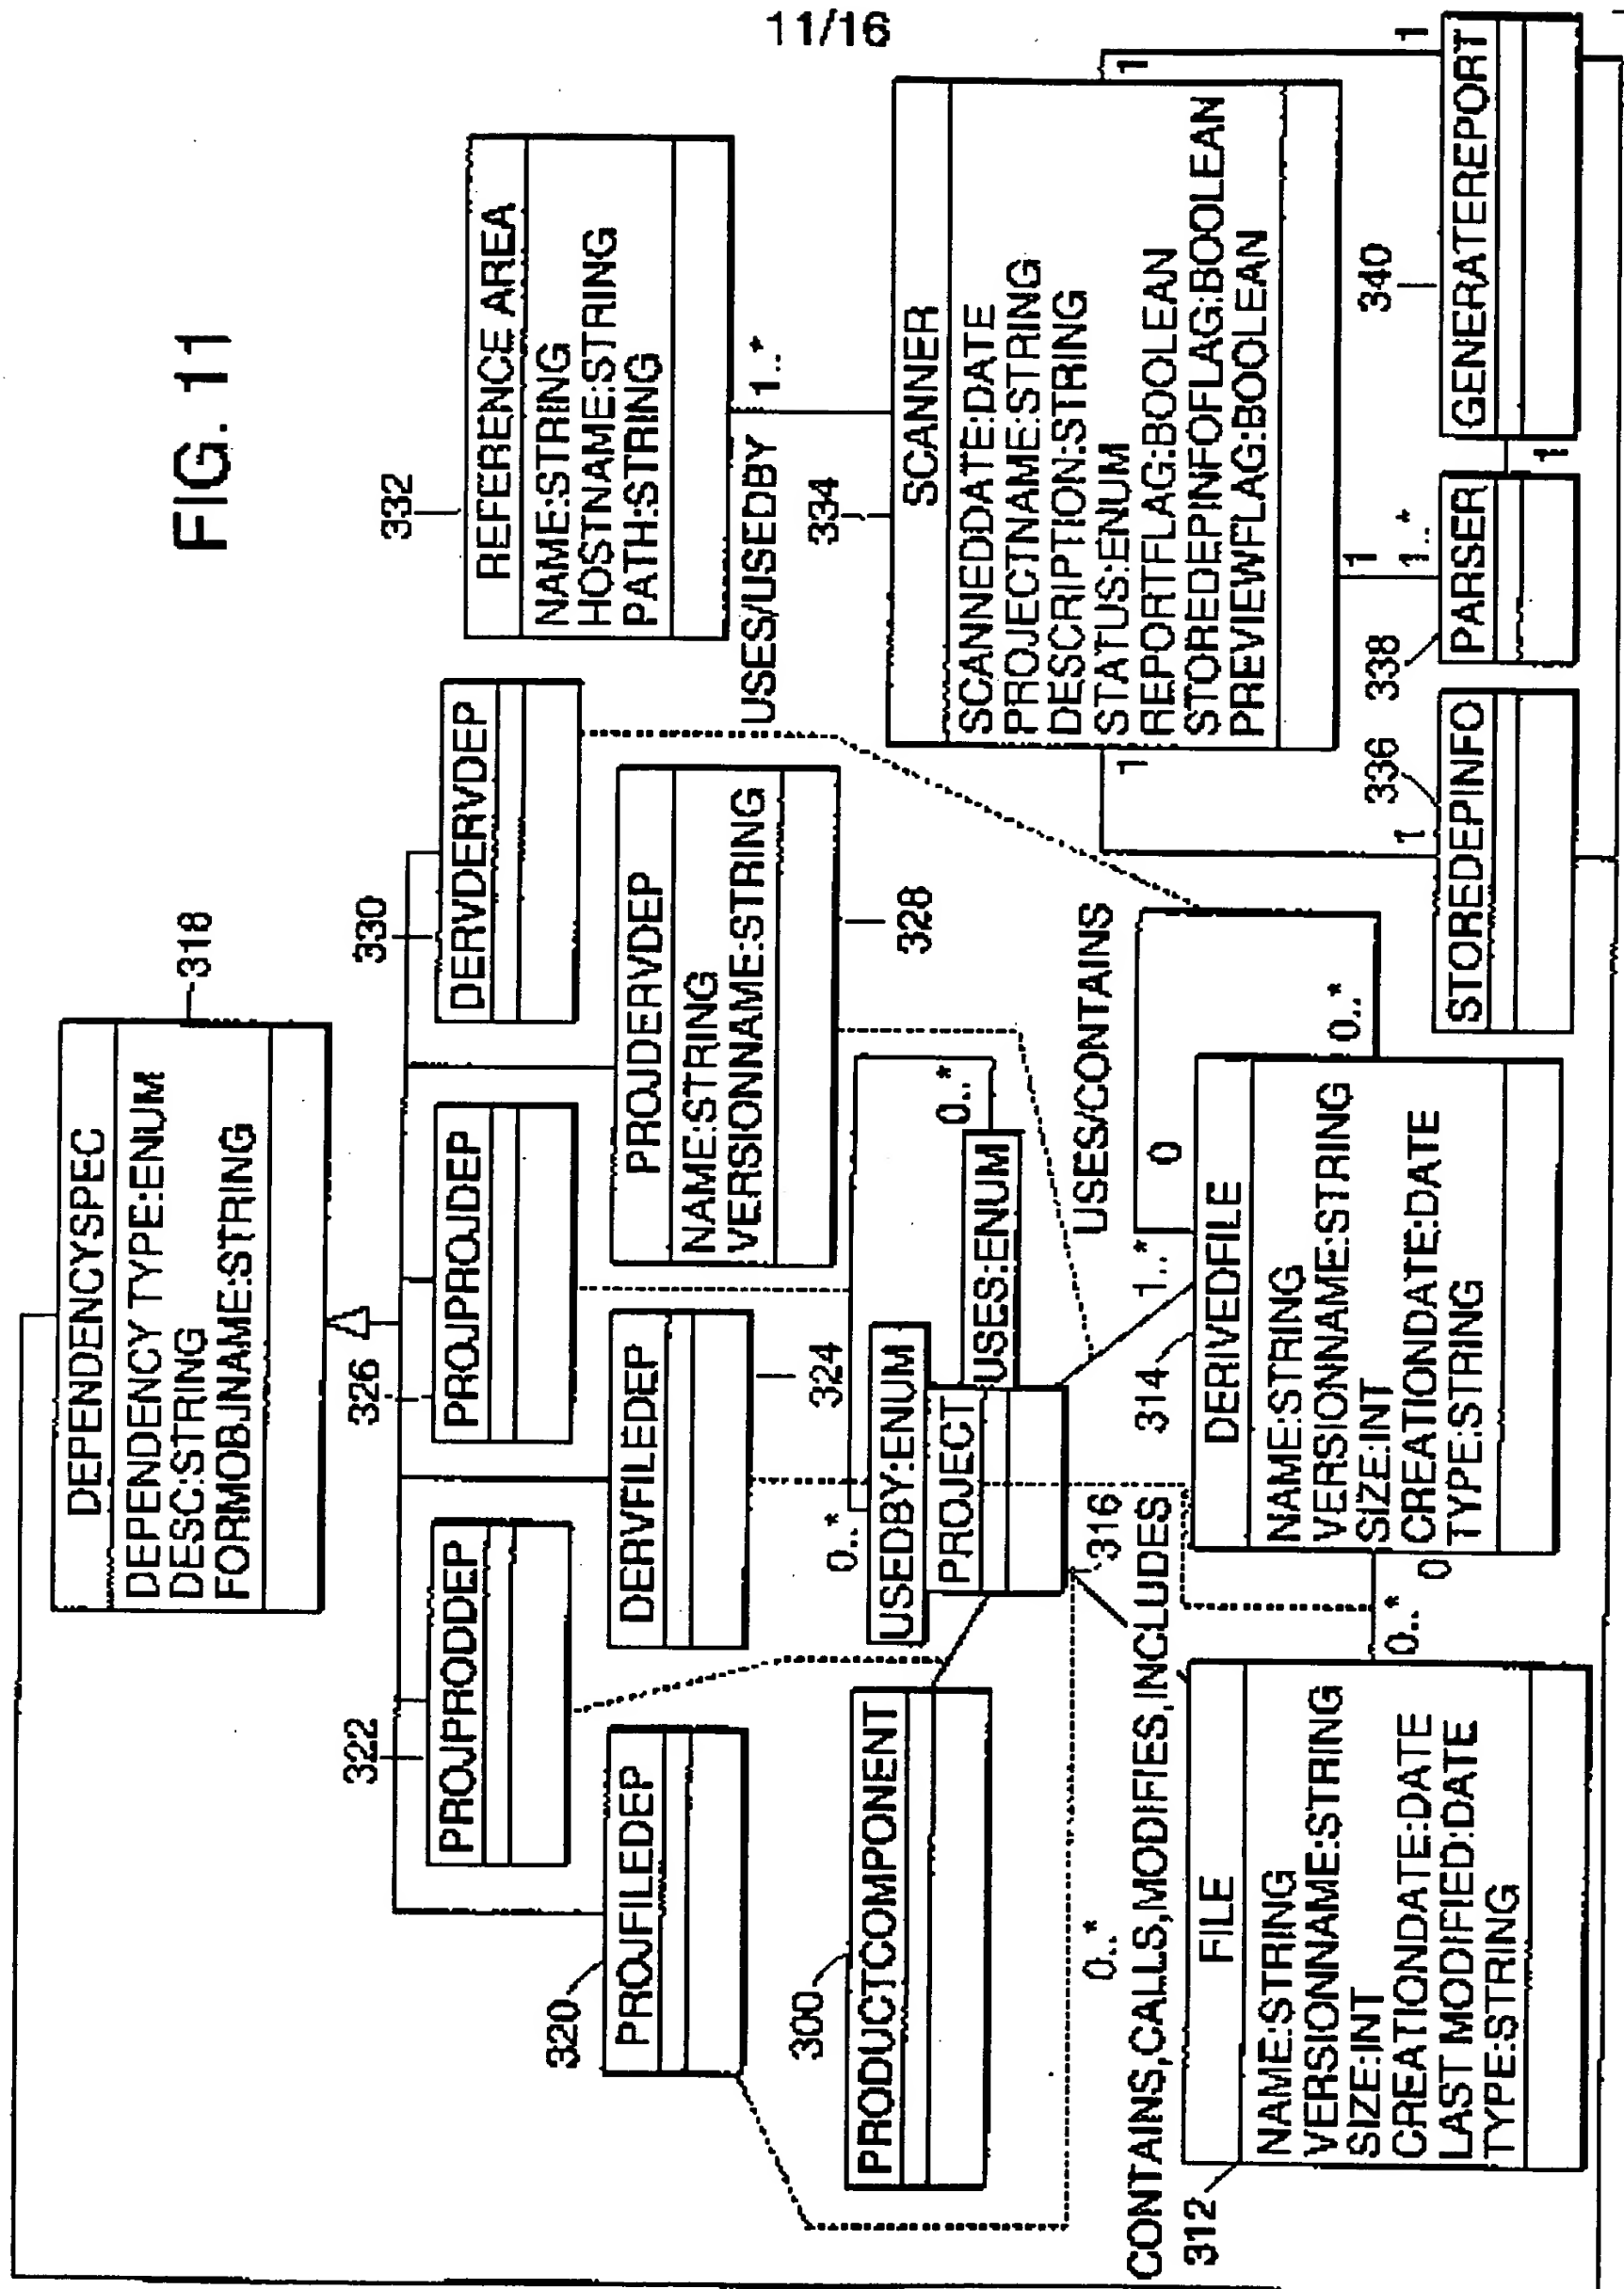 11/16
FIG. 11
DEPENDENCYSPEC
DEPENDENCY TYPE:ENUM
DESC:STRING
FORMOBJNAME:STRING
318
322
326
330
PROJPRODDEP
PROJPROJDEP
DERVDERVDEP
332
REFERENCE AREA
NAME:STRING
HOSTNAME:STRING
PATH:STRING
320
PROJFILEDEP
DERVFILEDEP
324
PROJDERVDEP
NAME:STRING
VERSIONNAME:STRING
328
USES/USEDBY
1..*
300
PRODUCTCOMPONENT
0..*
USEDBY:ENUM
PROJECT
316
USES:ENUM
0..*
334
SCANNER
SCANNEDDATE:DATE
PROJECTNAME:STRING
DESCRIPTION:STRING
STATUS:ENUM
REPORTFLAG:BOOLEAN
STOREDEPINFOFLAG:BOOLEAN
PREVIEWFLAG:BOOLEAN
1
1
1
0..*
CONTAINS,CALLS,MODIFIES,INCLUDES
USES/CONTAINS
312
FILE
NAME:STRING
VERSIONNAME:STRING
SIZE:INT
CREATIONDATE:DATE
LAST MODIFIED:DATE
TYPE:STRING
0..*
0
314
1..*
0
DERIVEDFILE
NAME:STRING
VERSIONNAME:STRING
SIZE:INT
CREATIONDATE:DATE
TYPE:STRING
0..*
336
1
STOREDEPINFO
338
1..*
PARSER
1
340
1
GENERATEREPORT